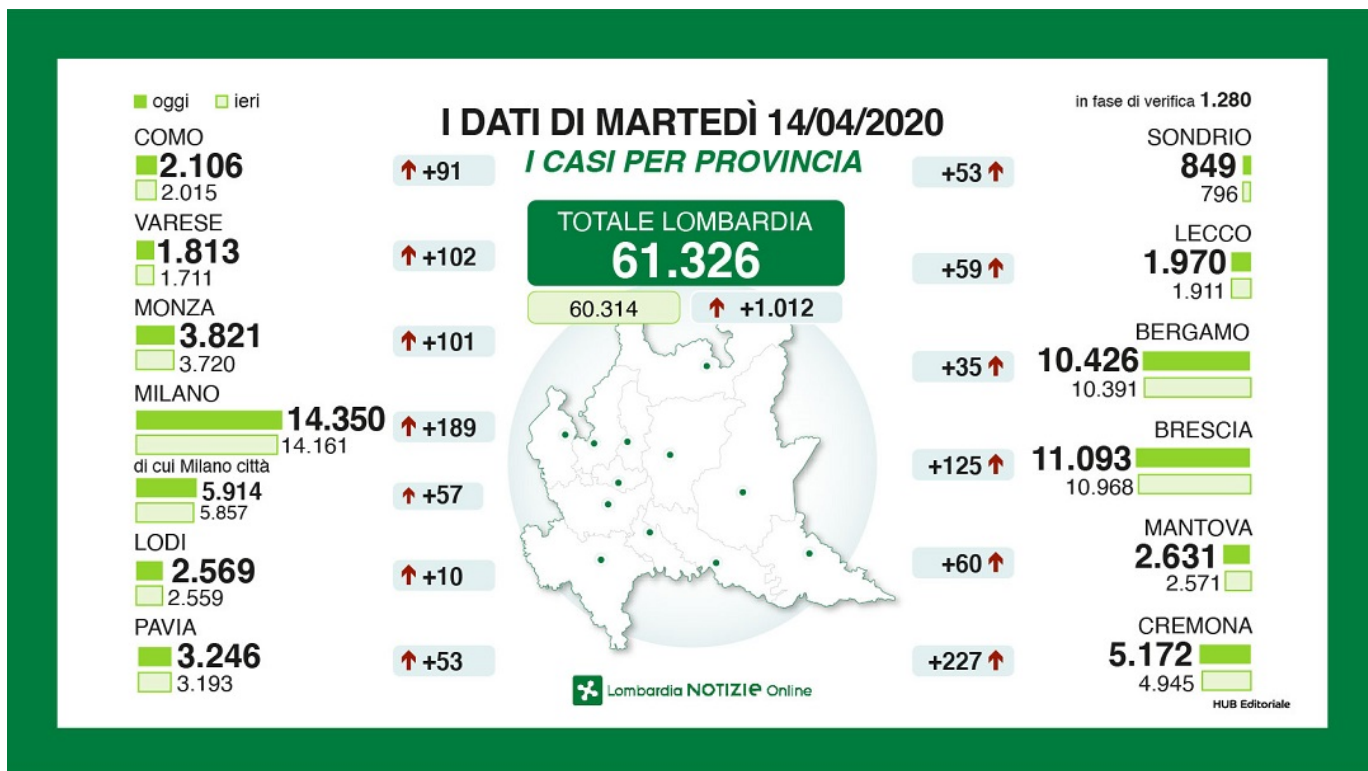 oggi ieri
I DATI DI MARTEDÌ 14/04/2020
I CASI PER PROVINCIA
in fase di verifica 1.280
TOTALE LOMBARDIA
61.326
60.314 +1.012
COMO
2.106
2.015
+91
VARESE
1.813
1.711
+102
MONZA
3.821
3.720
+101
MILANO
14.350
14.161
+189
di cui Milano città
5.914
5.857
+57
LODI
2.569
2.559
+10
PAVIA
3.246
3.193
+53
SONDRIO
+53 849
796
LECCO
+59 1.970
1.911
BERGAMO
+35 10.426
10.391
BRESCIA
+125 11.093
10.968
MANTOVA
+60 2.631
2.571
CREMONA
+227 5.172
4.945
Lombardia NOTIZIe Online
HUB Editoriale